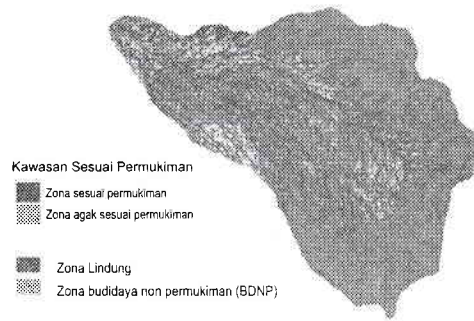 Kawasan Sesuai Permukiman
Zona sesuai permukiman
Zona agak sesuai permukiman
Zona Lindung
Zona budidaya non permukiman (BDNP)